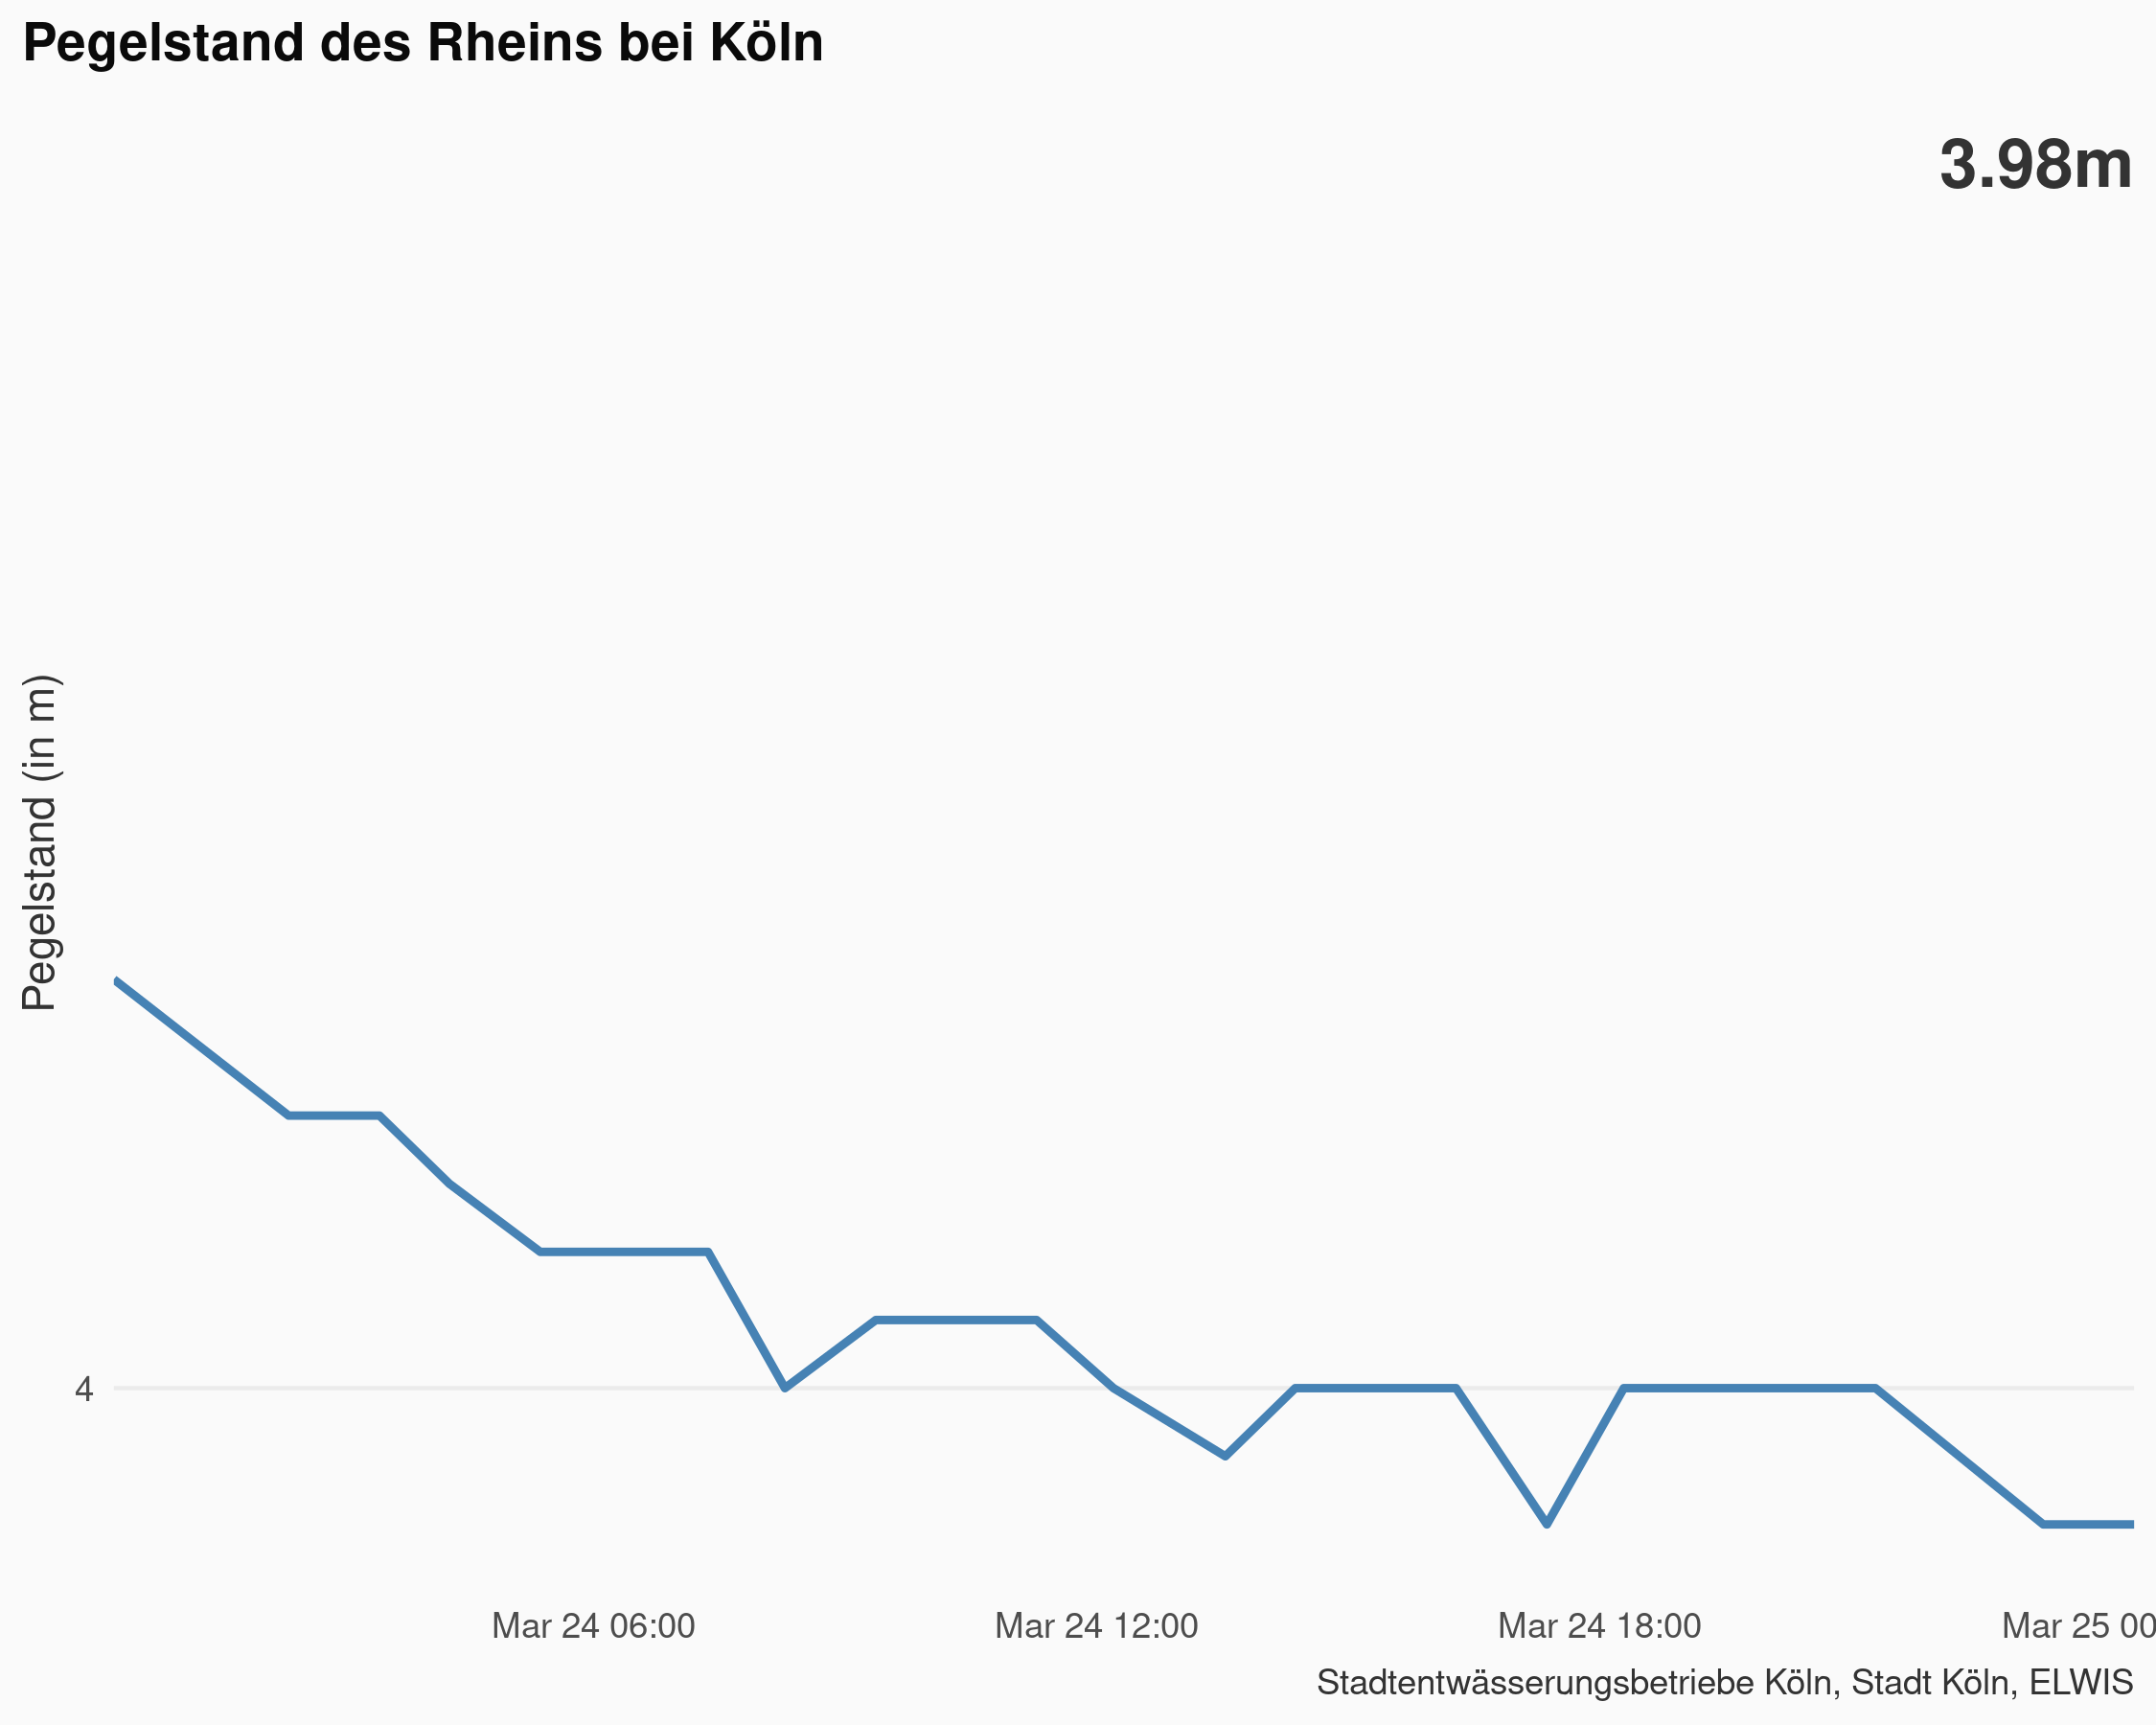 Pegelstand des Rheins bei Köln
3.98m
Pegelstand (in m)
4
Mar 24 06:00
Mar 24 12:00
Mar 24 18:00
Mar 25 00
Stadtentwässerungsbetriebe Köln, Stadt Köln, ELWIS